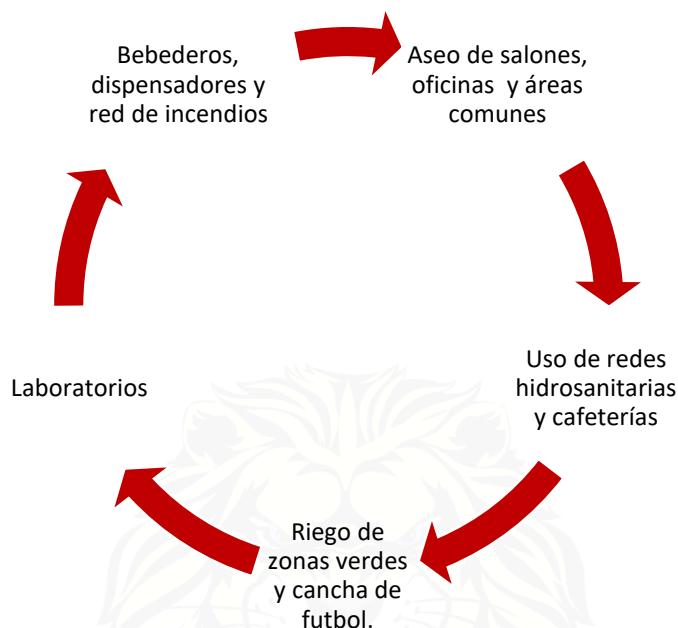 Bebederos,
dispensadores y
red de incendios
Aseo de salones,
oficinas  y áreas
comunes
Uso de redes
hidrosanitarias
y cafeterías
Riego de
zonas verdes
y cancha de
futbol.
Laboratorios